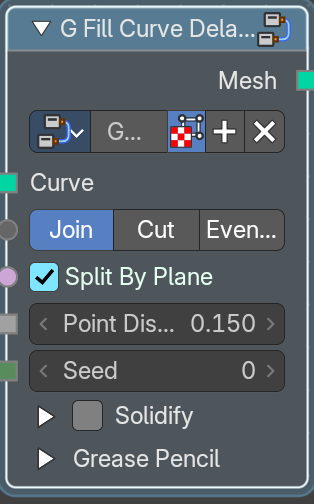 G Fill Curve Dela...
Mesh
G...
Curve
Join Cut Even...
Split By Plane
Point Dis... 0.150
Seed 0
Solidify
Grease Pencil